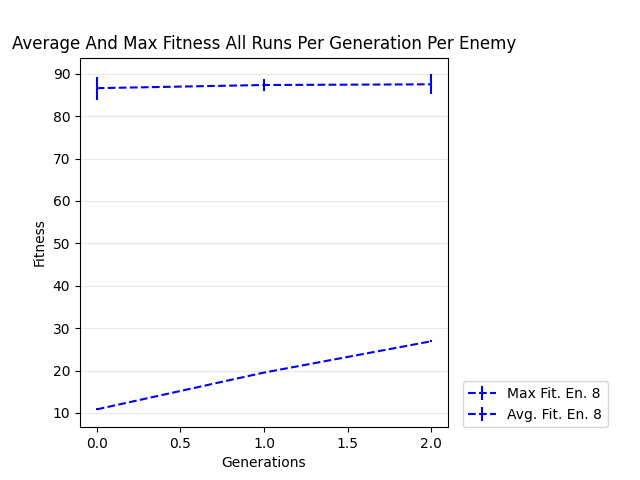 Average And Max Fitness All Runs Per Generation Per Enemy
90
80
70
60
50
40
30
20
10
Fitness
0.0 0.5 1.0 1.5 2.0
Generations
Max Fit. En. 8
Avg. Fit. En. 8